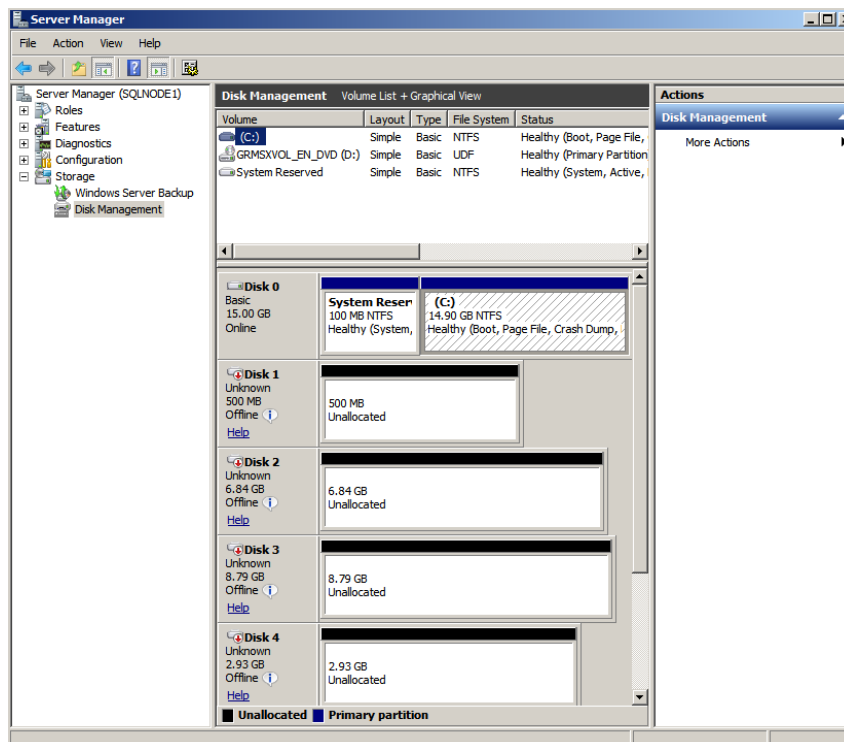 Server Manager
File Action View Help
Server Manager (SQLNODE1)
Roles
Features
Diagnostics
Configuration
Storage
Windows Server Backup
Disk Management
Disk Management Volume List + Graphical View
Volume Layout Type File System Status
(C:) Simple Basic NTFS Healthy (Boot, Page File,
GRMSXVOL_EN_DVD (D:) Simple Basic UDF Healthy (Primary Partition
System Reserved Simple Basic NTFS Healthy (System, Active,
Disk 0
Basic
15.00 GB
Online
System Reser
100 MB NTFS
Healthy (System,
(C:)
14.90 GB NTFS
Healthy (Boot, Page File, Crash Dump,
Disk 1
Unknown
500 MB
Offline
Help
500 MB
Unallocated
Disk 2
Unknown
6.84 GB
Offline
Help
6.84 GB
Unallocated
Disk 3
Unknown
8.79 GB
Offline
Help
8.79 GB
Unallocated
Disk 4
Unknown
2.93 GB
Offline
Help
2.93 GB
Unallocated
Unallocated Primary partition
Actions
Disk Management
More Actions